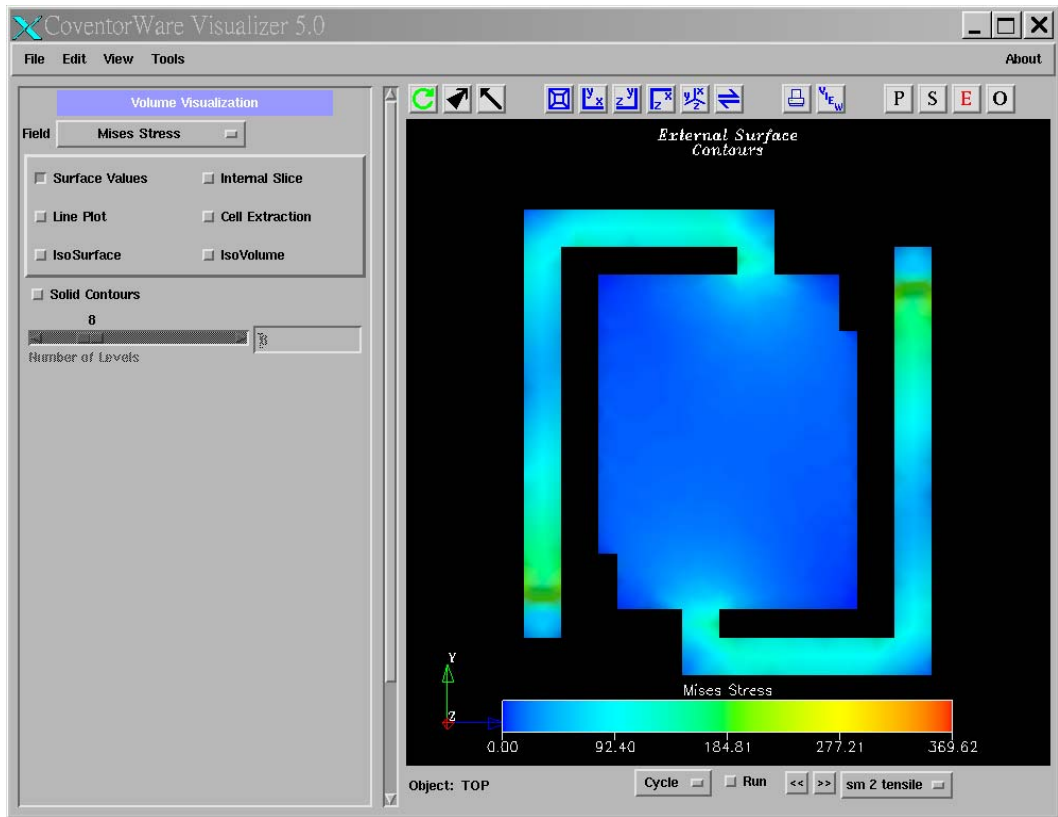 CoventorWare Visualizer 5.0
File Edit View Tools About
Volume Visualization
Field Mises Stress
Surface Values Internal Slice
Line Plot Cell Extraction
IsoSurface IsoVolume
Solid Contours
8
8
Number of Levels
y x z y z x y x z VIEW P S E O
External Surface
Contours
Y
Z
Mises Stress
0.00 92.40 184.81 277.21 369.62
Object: TOP Cycle Run << >> sm 2 tensile